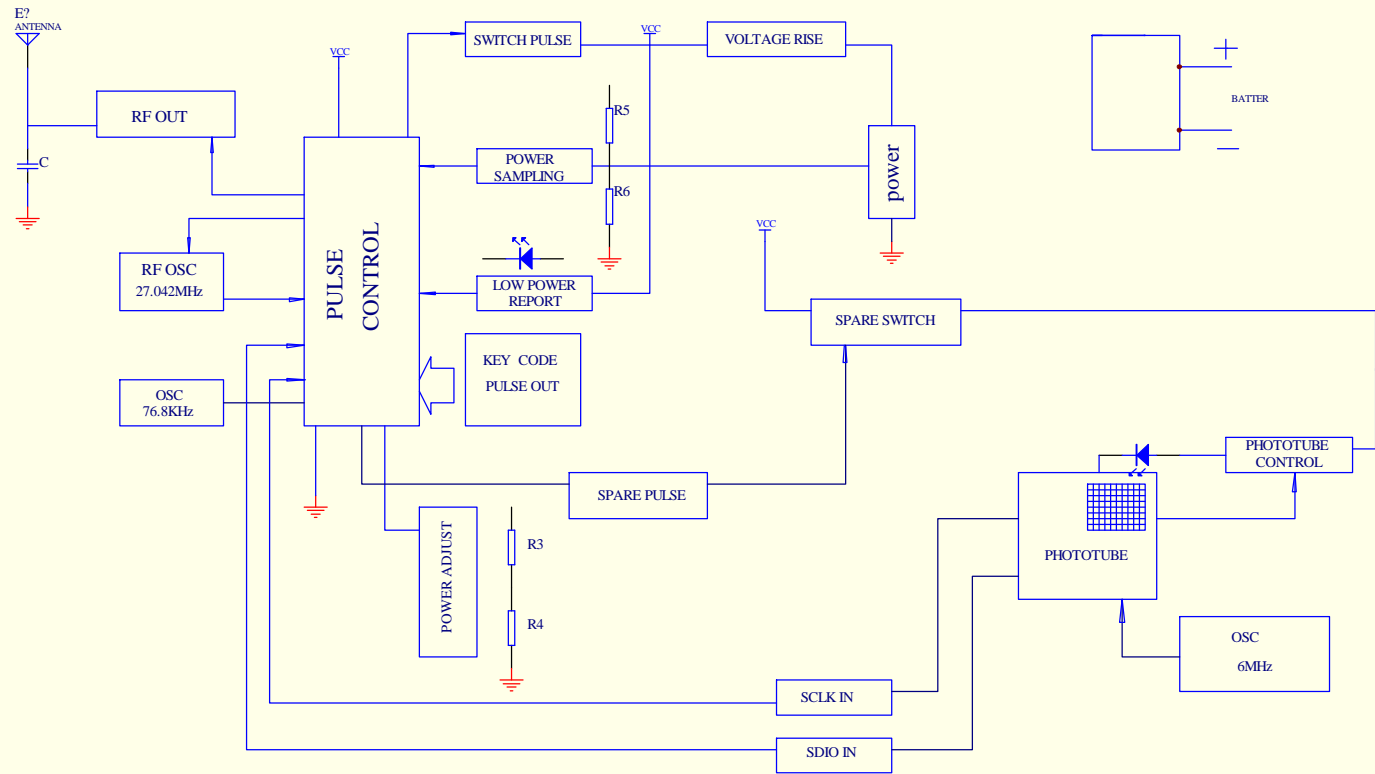 E?
ANTENNA
RF OUT
C
VCC
SWITCH PULSE
VCC
VOLTAGE RISE
BATTER
R5
POWER
SAMPLING
R6
power
RF OSC
27.042MHz
PULSE
CONTROL
LOW POWER
REPORT
VCC
SPARE SWITCH
KEY CODE
PULSE OUT
OSC
76.8KHz
PHOTOTUBE
CONTROL
SPARE PULSE
PHOTOTUBE
POWER ADJUST
R3
R4
OSC
6MHz
SCLK IN
SDIO IN